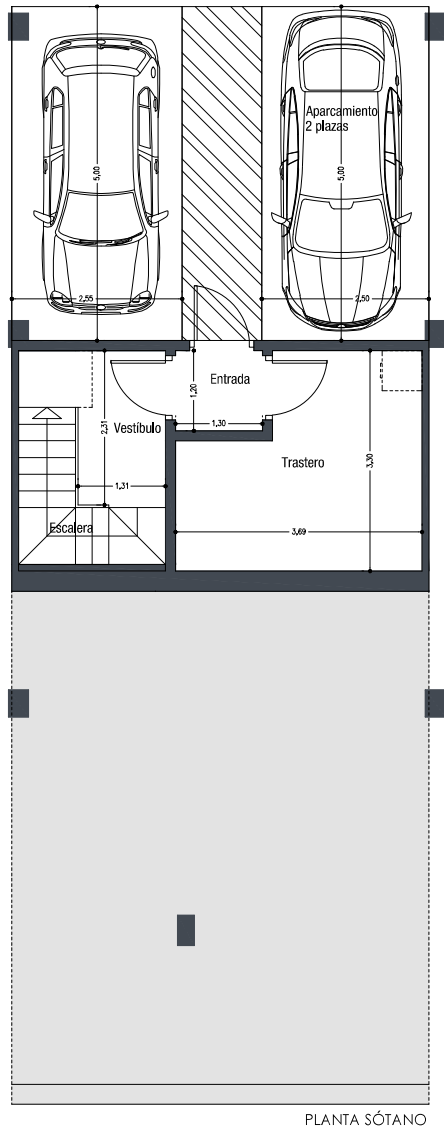 Aparcamiento
2 plazas
5,00
5,00
2,55
2,50
Entrada
1,20
1,30
Vestíbulo
2,31
1,31
Trastero
3,30
3,69
Escalera
PLANTA SÓTANO